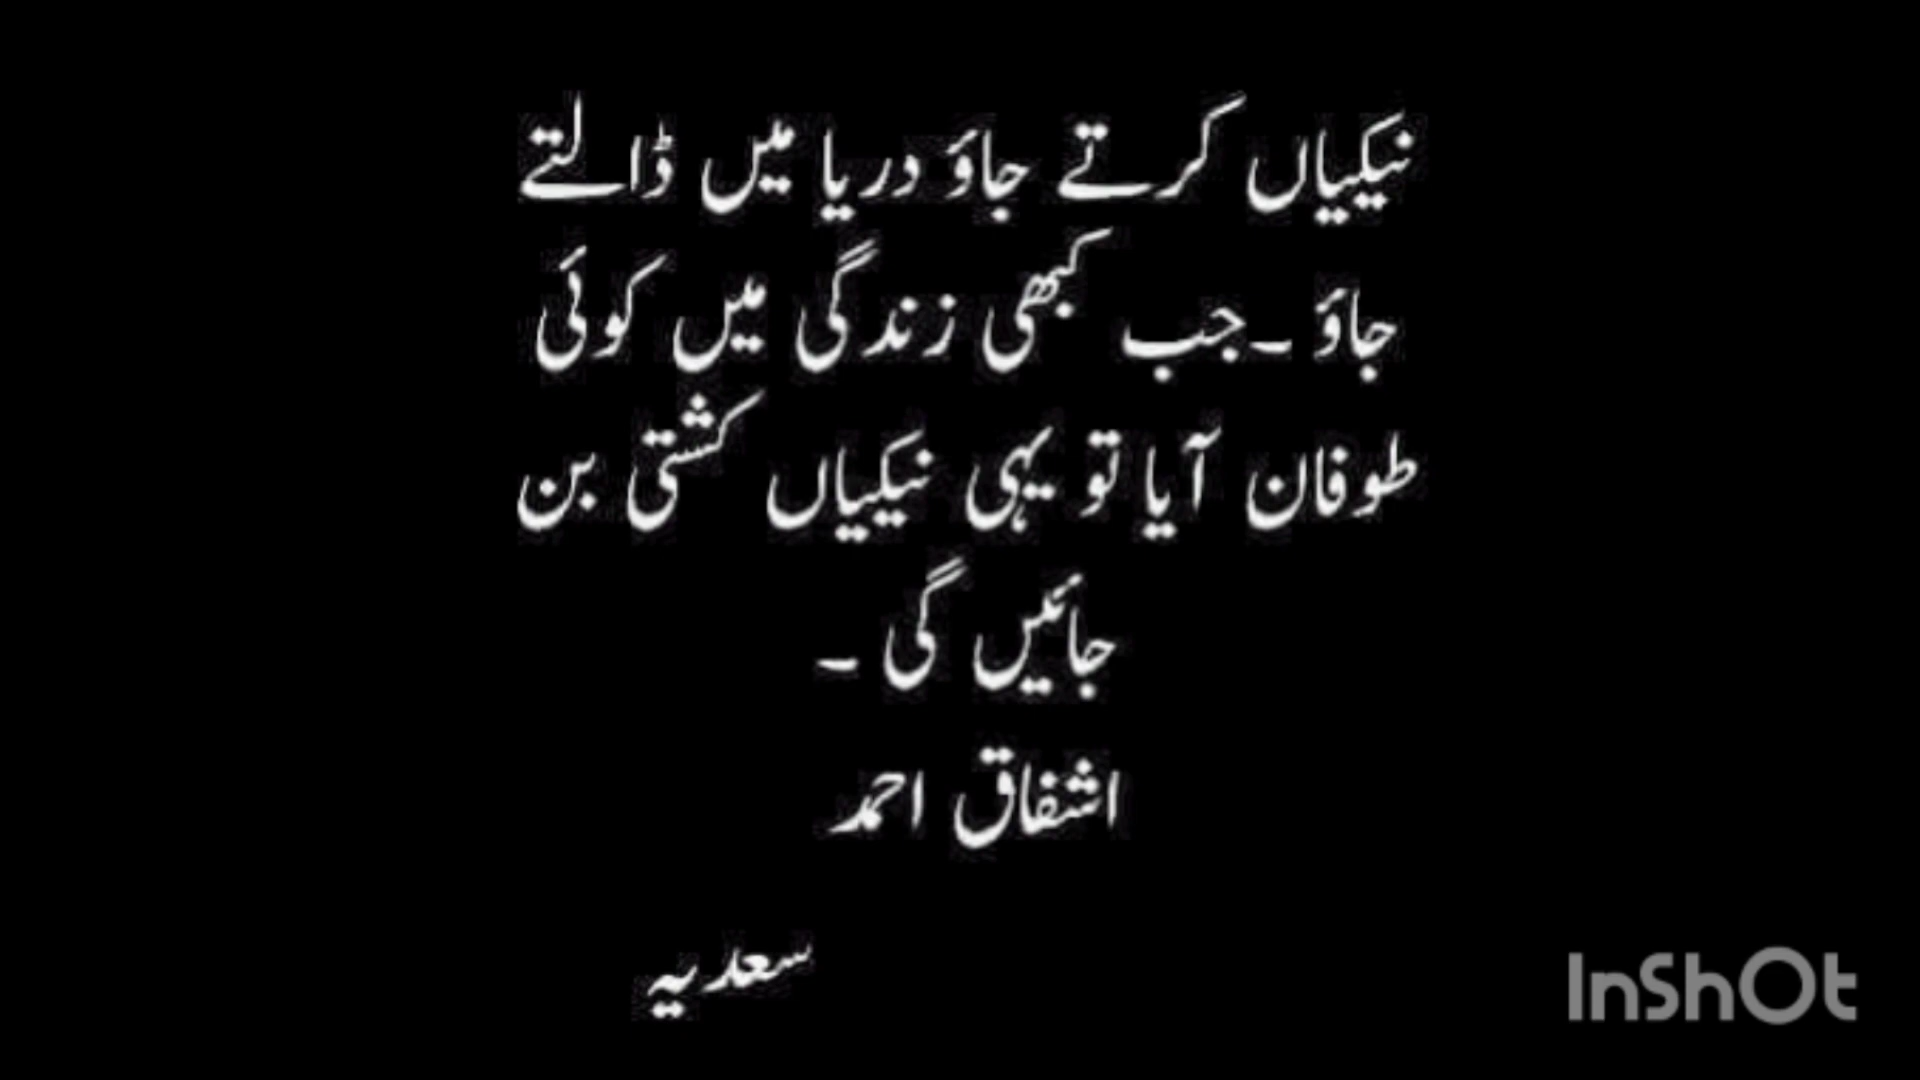 نیکیاں کرتے جاؤ دریا میں ڈالتے
جاؤ ۔جب کبھی زندگی میں کوئی
طوفان آیا تو یہی نیکیاں کشتی بن
جائیں گی ۔
اشفاق احمد
سعدیہ
InShOt